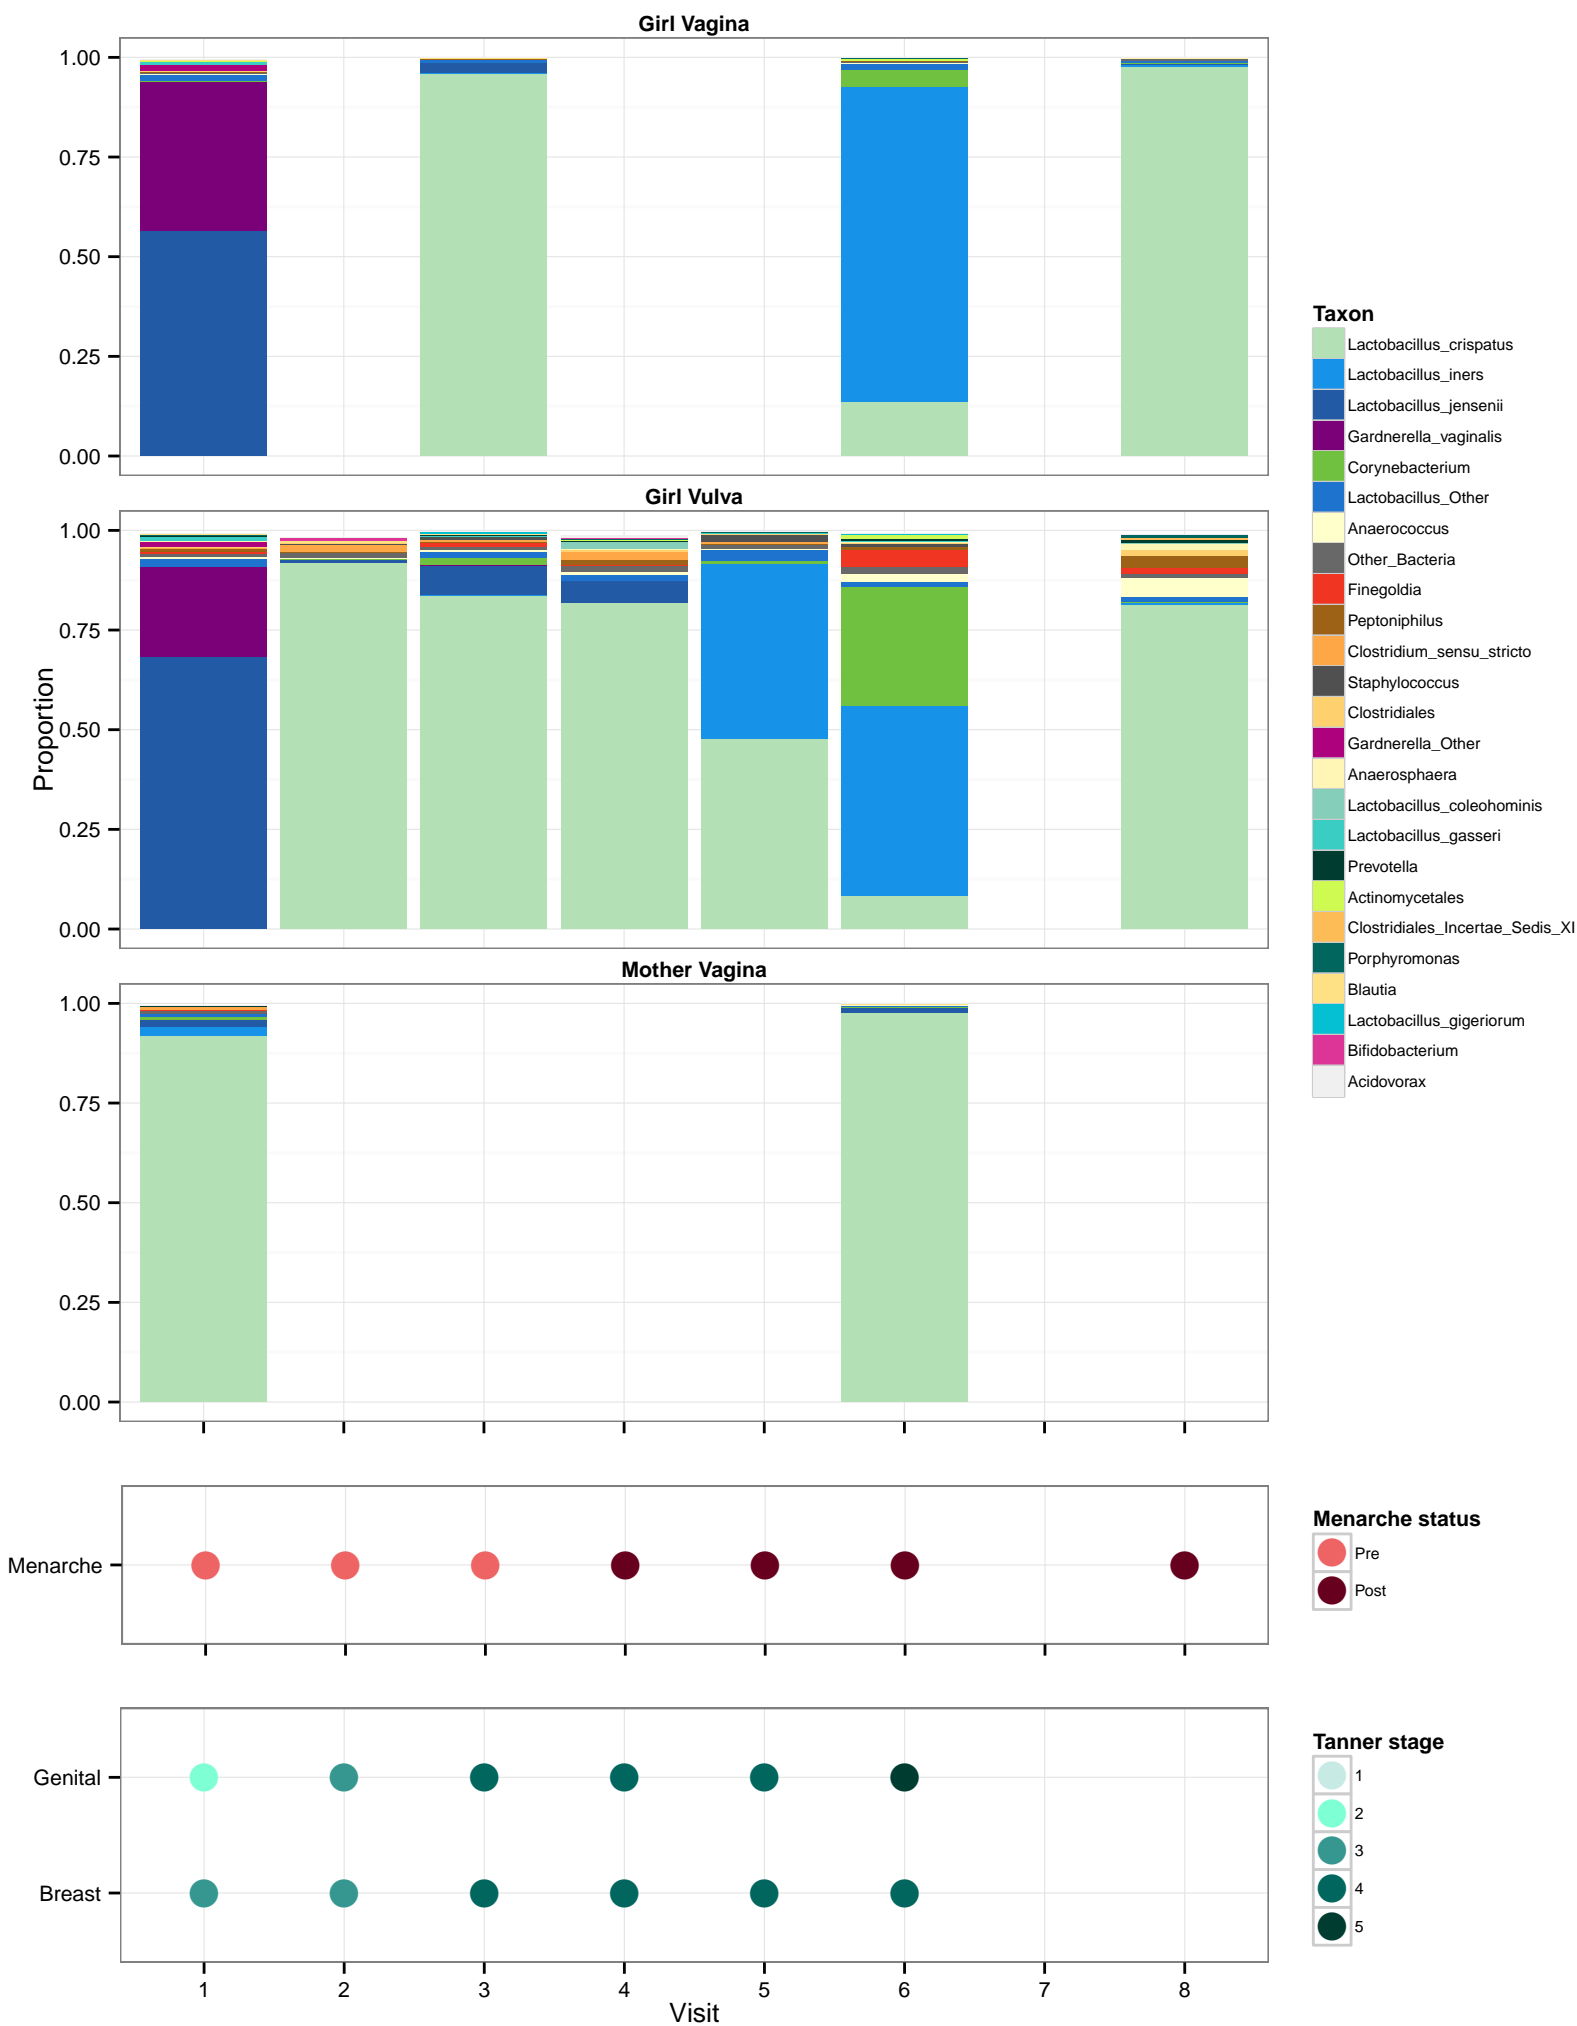 Girl Vagina
1.00
0.75
0.50
0.25
0.00
Girl Vulva
1.00
0.75
0.50
0.25
0.00
Proportion
Mother Vagina
1.00
0.75
0.50
0.25
0.00
Taxon
Lactobacillus_crispatus
Lactobacillus_iners
Lactobacillus_jensenii
Gardnerella_vaginalis
Corynebacterium
Lactobacillus_Other
Anaerococcus
Other_Bacteria
Finegoldia
Peptoniphilus
Clostridium_sensu_stricto
Staphylococcus
Clostridiales
Gardnerella_Other
Anaerosphaera
Lactobacillus_coleohominis
Lactobacillus_gasseri
Prevotella
Actinomycetales
Clostridiales_Incertae_Sedis_XI
Porphyromonas
Blautia
Lactobacillus_gigeriorum
Bifidobacterium
Acidovorax
Menarche
Menarche status
Pre
Post
Genital
Breast
Tanner stage
1
2
3
4
5
1 2 3 4 5 6 7 8
Visit